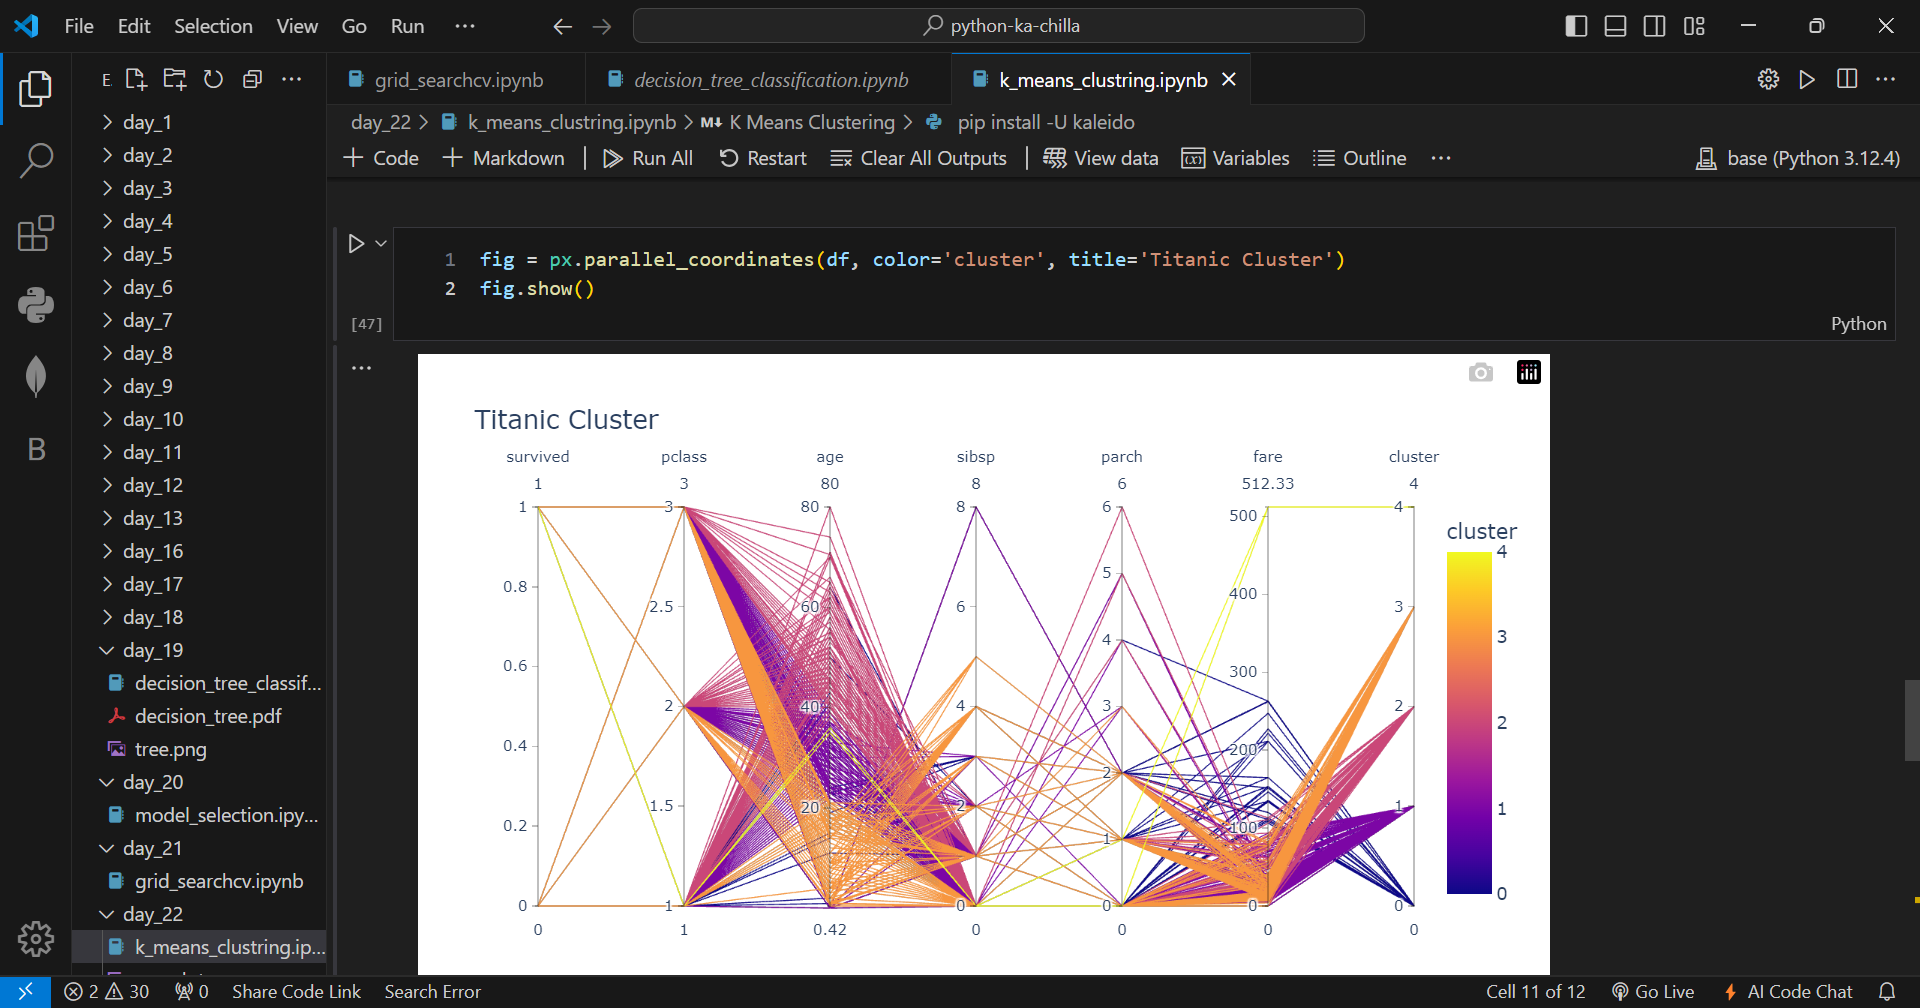 File Edit Selection View Go Run ··· python-ka-chilla
E
grid_searchcv.ipynb decision_tree_classification.ipynb k_means_clustring.ipynb
day_22 > k_means_clustring.ipynb > M↓ K Means Clustering > pip install -U kaleido
+ Code + Markdown | Run All Restart Clear All Outputs | View data Variables Outline ··· base (Python 3.12.4)
day_1
day_2
day_3
day_4
day_5
day_6
day_7
day_8
day_9
day_10
day_11
day_12
day_13
day_16
day_17
day_18
day_19
decision_tree_classif...
decision_tree.pdf
tree.png
day_20
model_selection.ipy...
day_21
grid_searchcv.ipynb
day_22
k_means_clustring.ip...
B
1 fig = px.parallel_coordinates(df, color='cluster', title='Titanic Cluster')
2 fig.show()
[47]
Python
Titanic Cluster
survived pclass age sibsp parch fare cluster
1 3 80 8 6 512.33 4
1 0.8 0.6 0.4 0.2 0
3 2.5 2 1.5 1
80 60 40 20
8 6 4 2 0
6 5 4 3 2 1 0
500 400 300 200 100 0
4 3 2 1 0
0 1 0.42 0 0 0 0
cluster
4
3
2
1
0
2 30 0 Share Code Link Search Error Cell 11 of 12 Go Live AI Code Chat